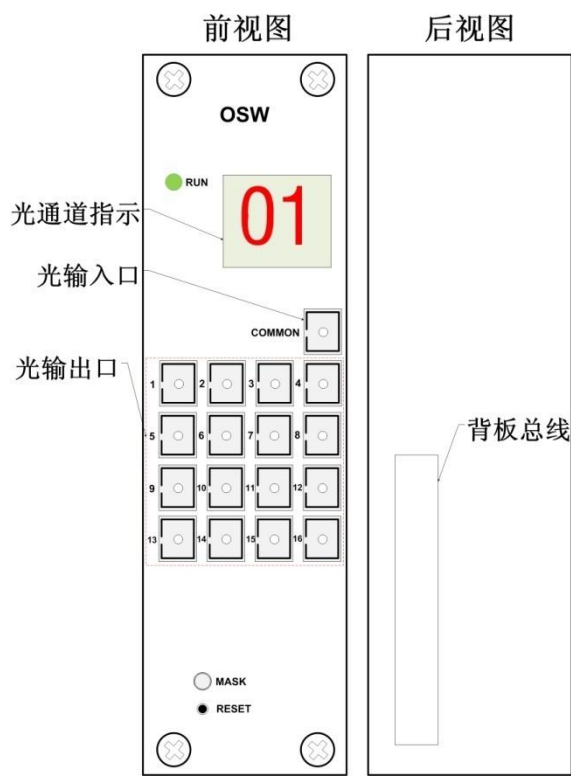 前视图
后视图
OSW
RUN
01
光通道指示
光输入口
COMMON
光输出口
1 2 3 4
5 6 7 8
背板总线
9 10 11 12
13 14 15 16
MASK
RESET